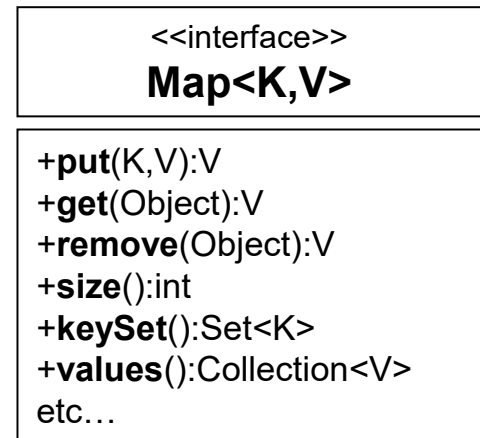 <<interface>>
Map<K,V>
+put(K,V):V
+get(Object):V
+remove(Object):V
+size():int
+keySet():Set<K>
+values():Collection<V>
etc…